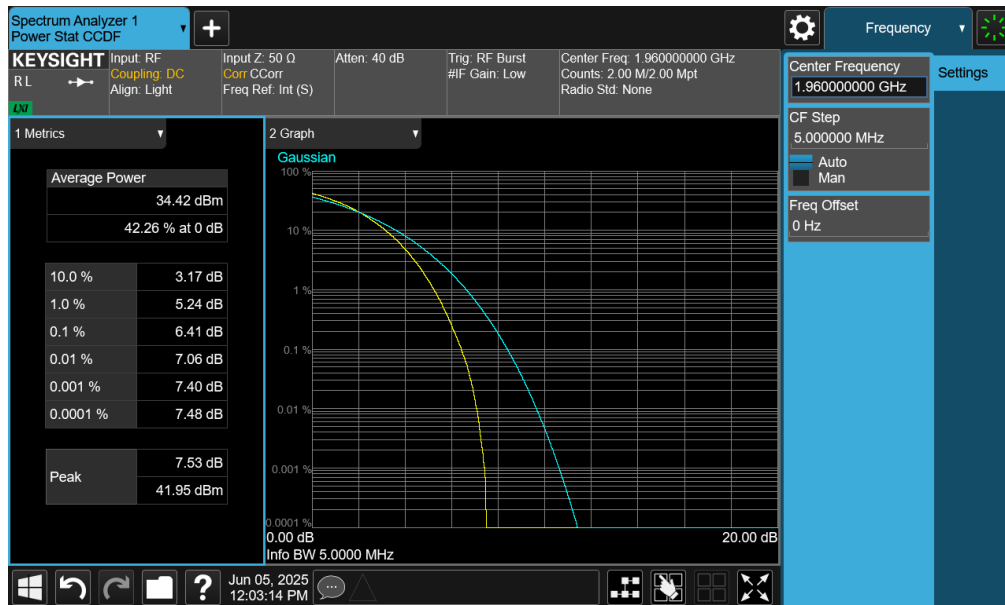 Spectrum Analyzer 1
Power Stat CCDF
Frequency
KEYSIGHT
RL
LXI
Input: RF
Coupling: DC
Align: Light
Input Z: 50 Ω
Corr CCorr
Freq Ref: Int (S)
Atten: 40 dB
Trig: RF Burst
#IF Gain: Low
Center Freq: 1.960000000 GHz
Counts: 2.00 M/2.00 Mpt
Radio Std: None
Center Frequency
1.960000000 GHz
Settings
CF Step
5.000000 MHz
Auto
Man
Freq Offset
0 Hz
1 Metrics
Average Power
34.42 dBm
42.26 % at 0 dB
10.0 % 3.17 dB
1.0 % 5.24 dB
0.1 % 6.41 dB
0.01 % 7.06 dB
0.001 % 7.40 dB
0.0001 % 7.48 dB
Peak
7.53 dB
41.95 dBm
2 Graph
Gaussian
100 %
10 %
1 %
0.1 %
0.01 %
0.001 %
0.0001 %
0.00 dB 20.00 dB
Info BW 5.0000 MHz
?
Jun 05, 2025
12:03:14 PM